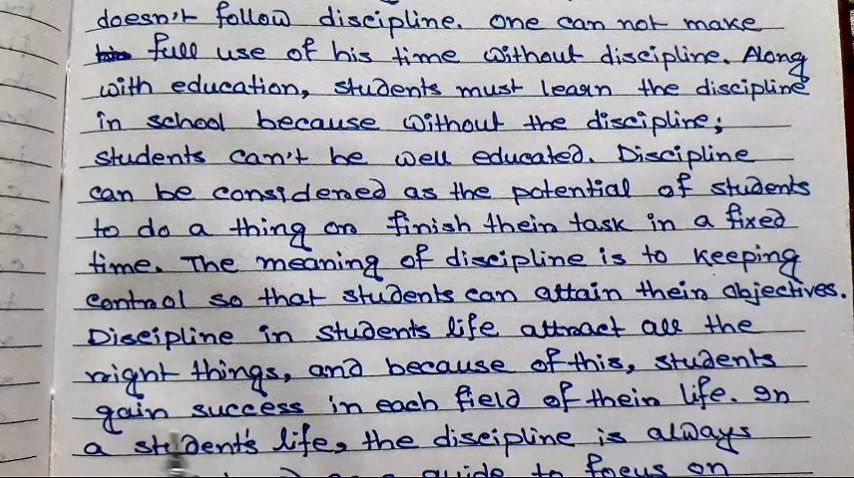 doesn't follow discipline. One can not make
full use of his time without discipline. Along
with education, students must learn the discipline
in school because without the discipline;
students can't be well educated. Discipline
can be considered as the potential of students
to do a thing or finish their task in a fixed
time. The meaning of discipline is to keeping
control so that students can attain their objectives.
Discipline in students life attract all the
right things, and because of this, students
gain success in each field of their life. In
a student's life, the discipline is always
guide to focus on